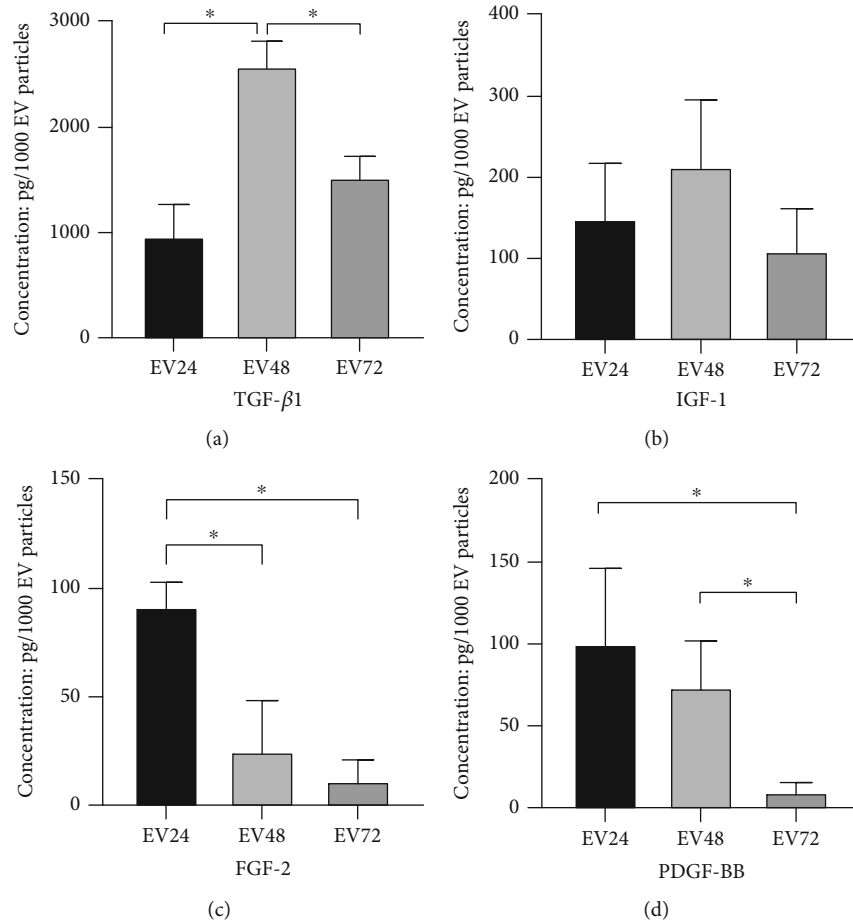 Concentration: pg/1000 EV particles
3000
2000
1000
0
*
*
EV24 EV48 EV72
TGF-β1
(a)
Concentration: pg/1000 EV particles
400
300
200
100
0
EV24 EV48 EV72
IGF-1
(b)
Concentration: pg/1000 EV particles
150
100
50
0
*
*
EV24 EV48 EV72
FGF-2
(c)
Concentration: pg/1000 EV particles
200
150
100
50
0
*
*
EV24 EV48 EV72
PDGF-BB
(d)